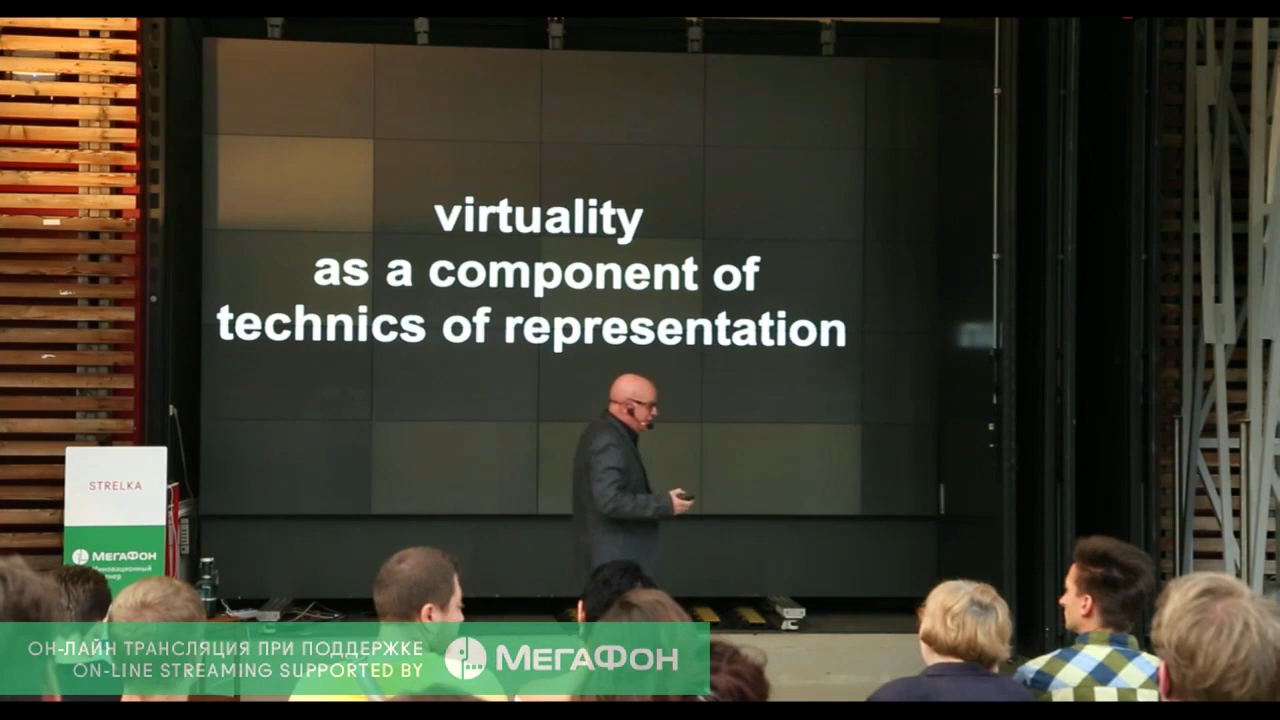 virtuality
as a component of
technics of representation
STRELKA
МЕГАФОН
Инновационный
ОН-ЛАЙН ТРАНСЛЯЦИЯ ПРИ ПОДДЕРЖКЕ
ON-LINE STREAMING SUPPORTED BY
МЕГАФОН